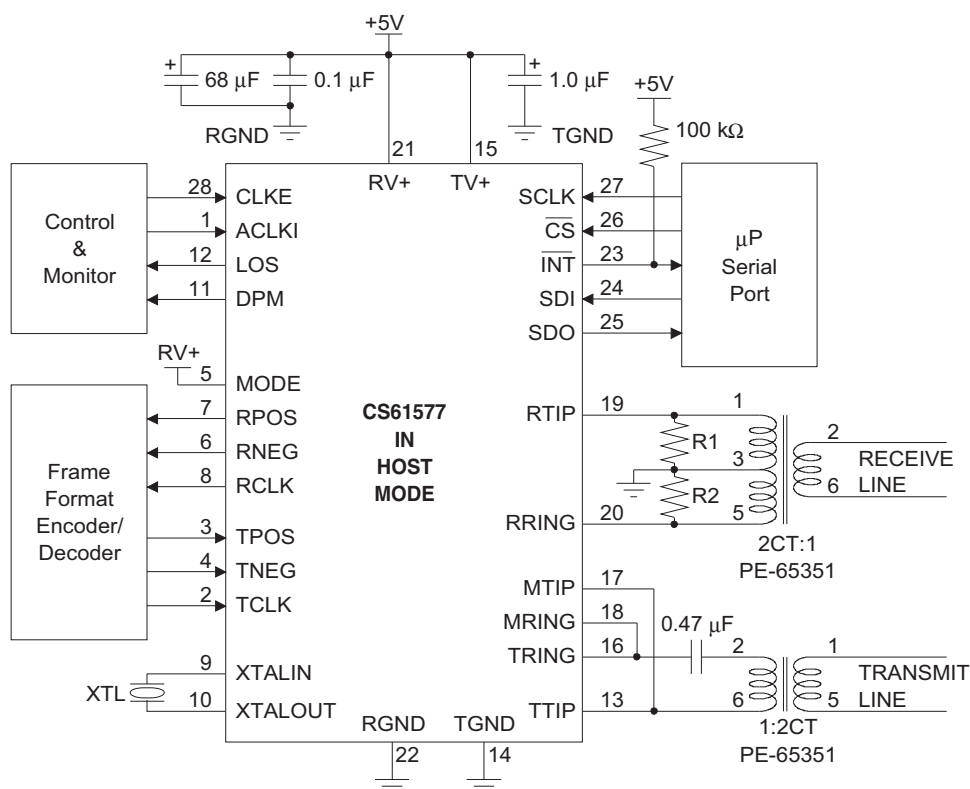 +5V
+ 68 μF 0.1 μF
+ 1.0 μF
RGND
TGND
+5V
100 kΩ
21 15
RV+ TV+
Control
&
Monitor
28 CLKE
1 ACLKI
12 LOS
11 DPM
RV+
5 MODE
7 RPOS
6 RNEG
8 RCLK
3 TPOS
4 TNEG
2 TCLK
Frame
Format
Encoder/
Decoder
9 XTALIN
XTL
10 XTALOUT
CS61577
IN
HOST
MODE
RGND TGND
22 14
SCLK 27
CS 26
INT 23
SDI 24
SDO 25
μP
Serial
Port
RTIP 19
R1
R2
RRING 20
1
3
5
2
6
RECEIVE
LINE
2CT:1
PE-65351
MTIP 17
MRING 18
TRING 16
TTIP 13
0.47 μF
2
6
1
5
TRANSMIT
LINE
1:2CT
PE-65351